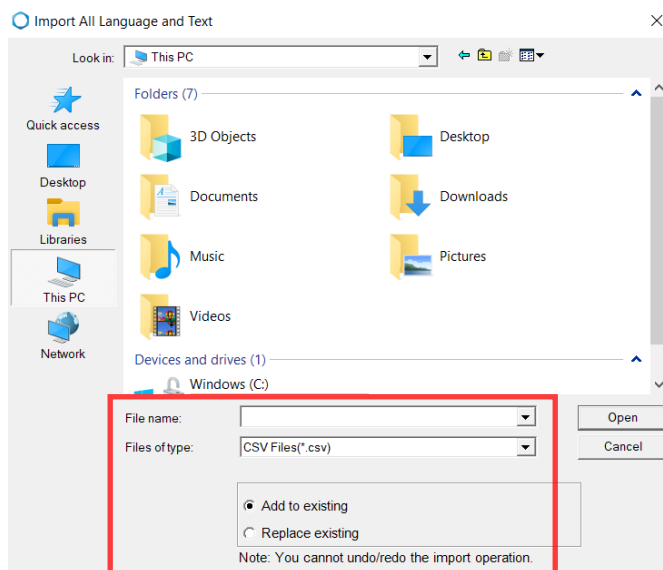 Import All Language and Text
Look in: This PC
Folders (7)
Quick access
3D Objects
Desktop
Desktop
Documents
Downloads
Libraries
Music
Pictures
This PC
Videos
Network
Devices and drives (1)
Windows (C:)
File name:
Open
Files of type: CSV Files(*.csv)
Cancel
Add to existing
Replace existing
Note: You cannot undo/redo the import operation.